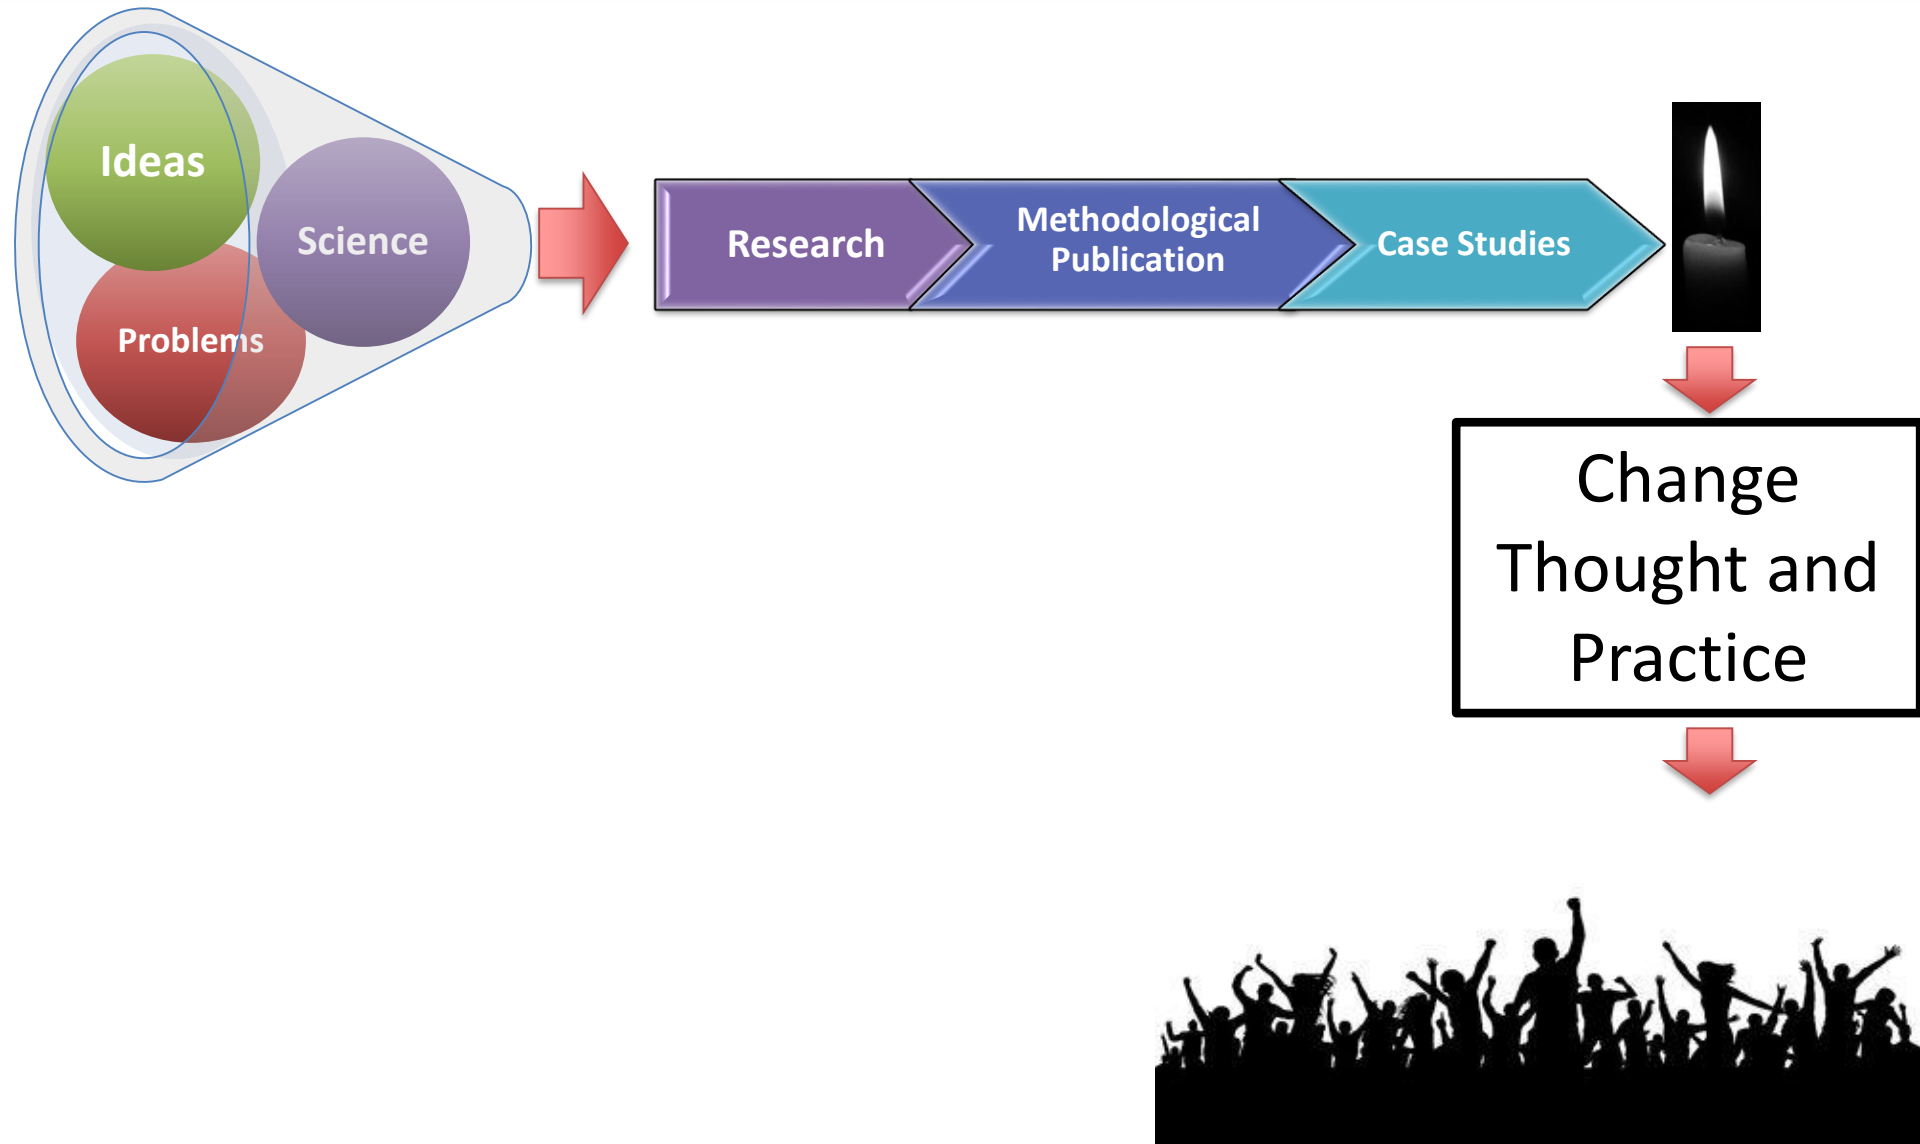 Ideas
Science
Problems
Research
Methodological
Publication
Case Studies
Change
Thought and
Practice